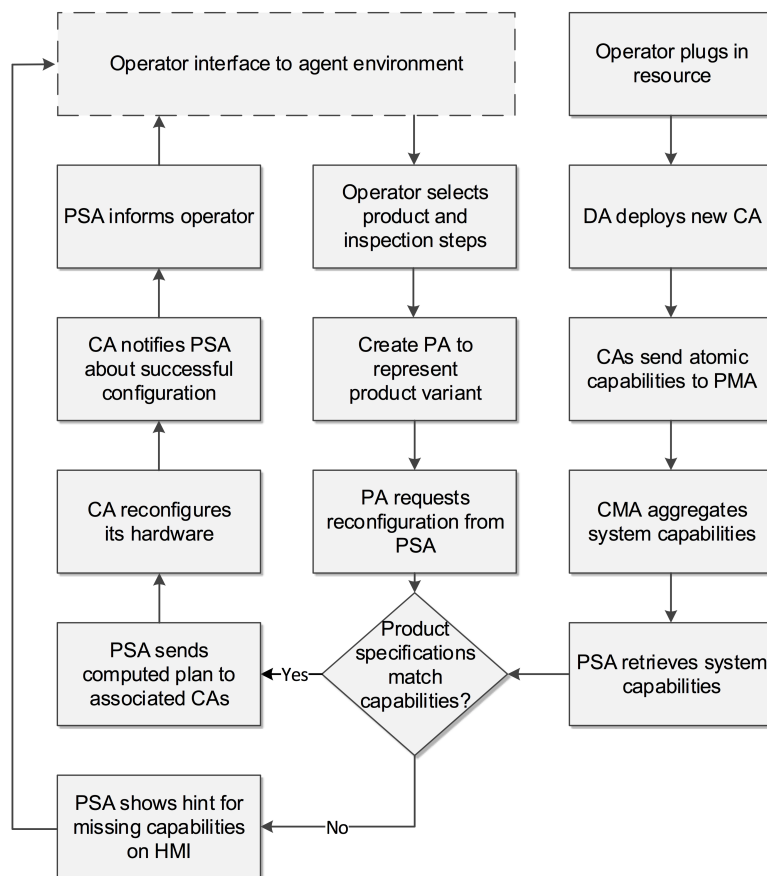 Operator interface to agent environment
Operator plugs in
resource
PSA informs operator
Operator selects
product and
inspection steps
DA deploys new CA
CA notifies PSA
about successful
configuration
Create PA to
represent
product variant
CAs send atomic
capabilities to PMA
CA reconfigures
its hardware
PA requests
reconfiguration from
PSA
CMA aggregates
system capabilities
PSA sends
computed plan to
associated CAs
Yes
Product
specifications
match
capabilities?
PSA retrieves system
capabilities
PSA shows hint for
missing capabilities
on HMI
No